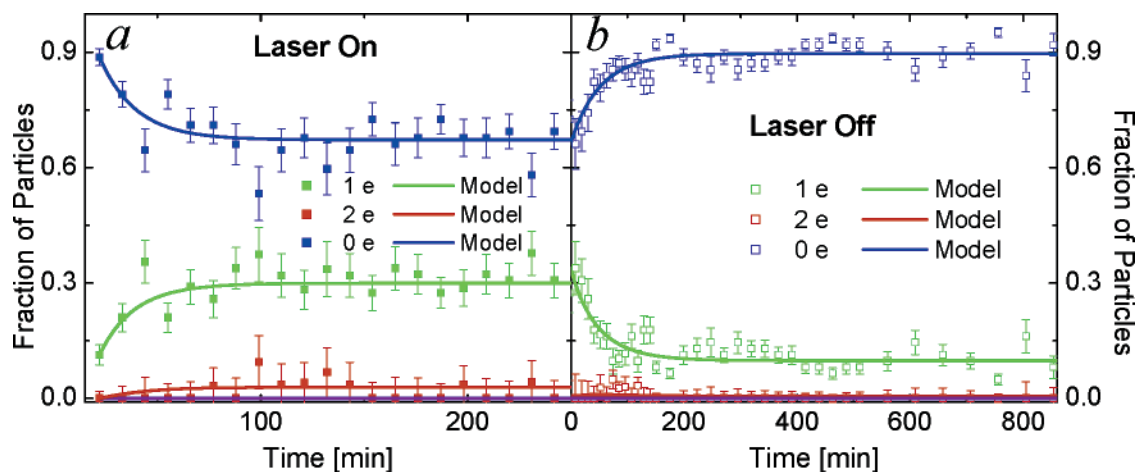 a
Laser On
0.9
0.6
0.3
0.0
Fraction of Particles
1 e Model
2 e Model
0 e Model
100
200
Time [min]
b
Laser Off
1 e Model
2 e Model
0 e Model
0
200
400
600
800
Time [min]
0.9
0.6
0.3
0.0
Fraction of Particles